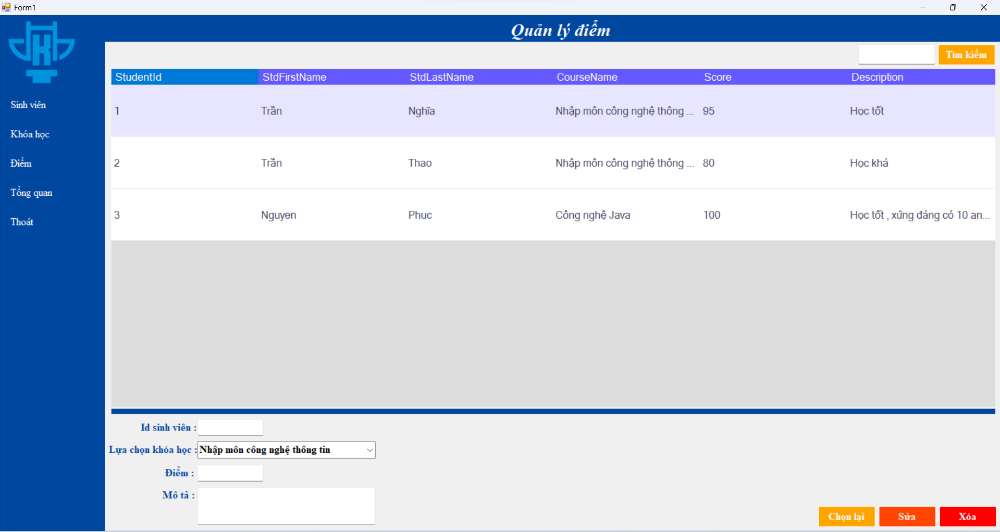 Form1
Quản lý điểm
Tìm kiếm
Sinh viên
Khóa học
Điểm
Tổng quan
Thoát
StudentId StdFirstName StdLastName CourseName Score Description
1 Trần Nghĩa Nhập môn công nghệ thông ... 95 Học tốt
2 Trần Thao Nhập môn công nghệ thông ... 80 Học khá
3 Nguyen Phuc Công nghệ Java 100 Học tốt , xứng đáng có 10 an...
Id sinh viên :
Lựa chọn khóa học : Nhập môn công nghệ thông tin
Điểm :
Mô tả :
Chọn lại Sửa Xóa